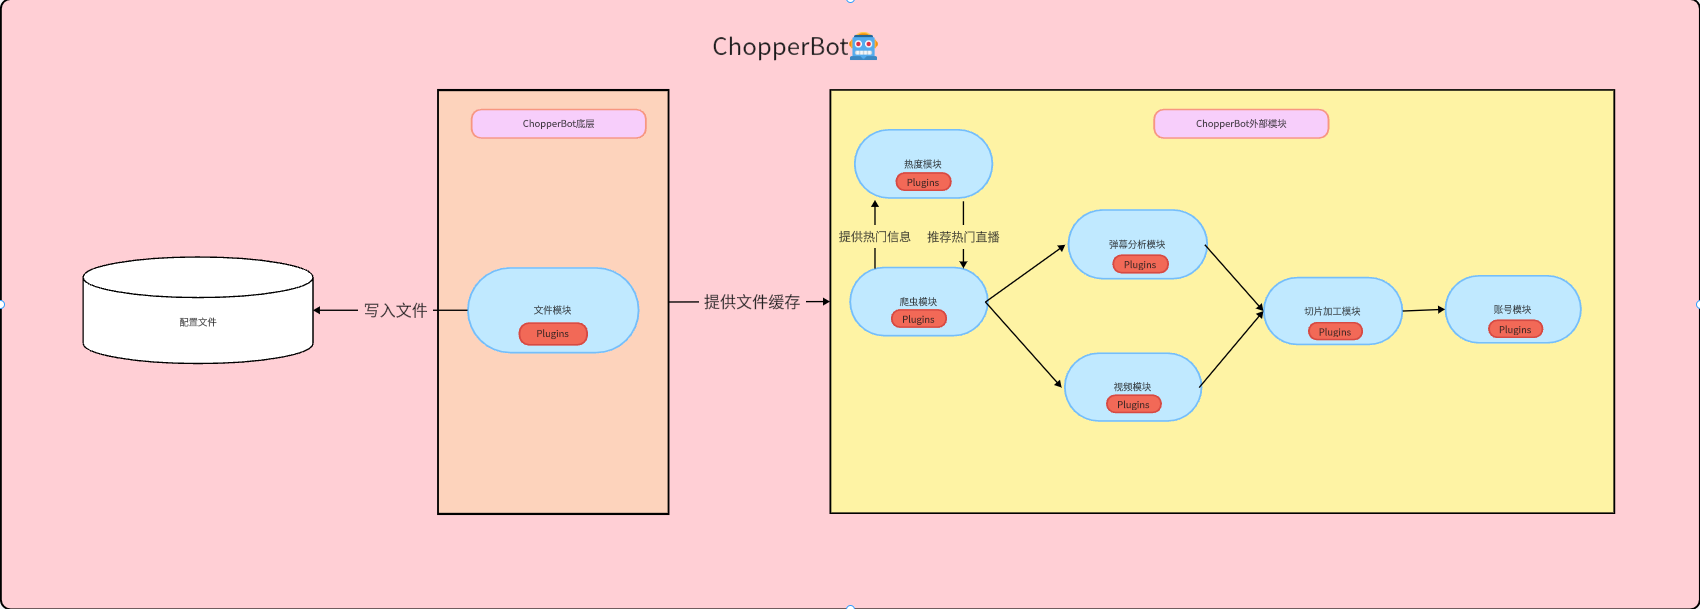 ChopperBot
ChopperBot底层
ChopperBot外部模块
热度模块
Plugins
提供热门信息
推荐热门直播
弹幕分析模块
Plugins
配置文件
写入文件
文件模块
Plugins
提供文件缓存
爬虫模块
Plugins
切片加工模块
Plugins
账号模块
Plugins
视频模块
Plugins